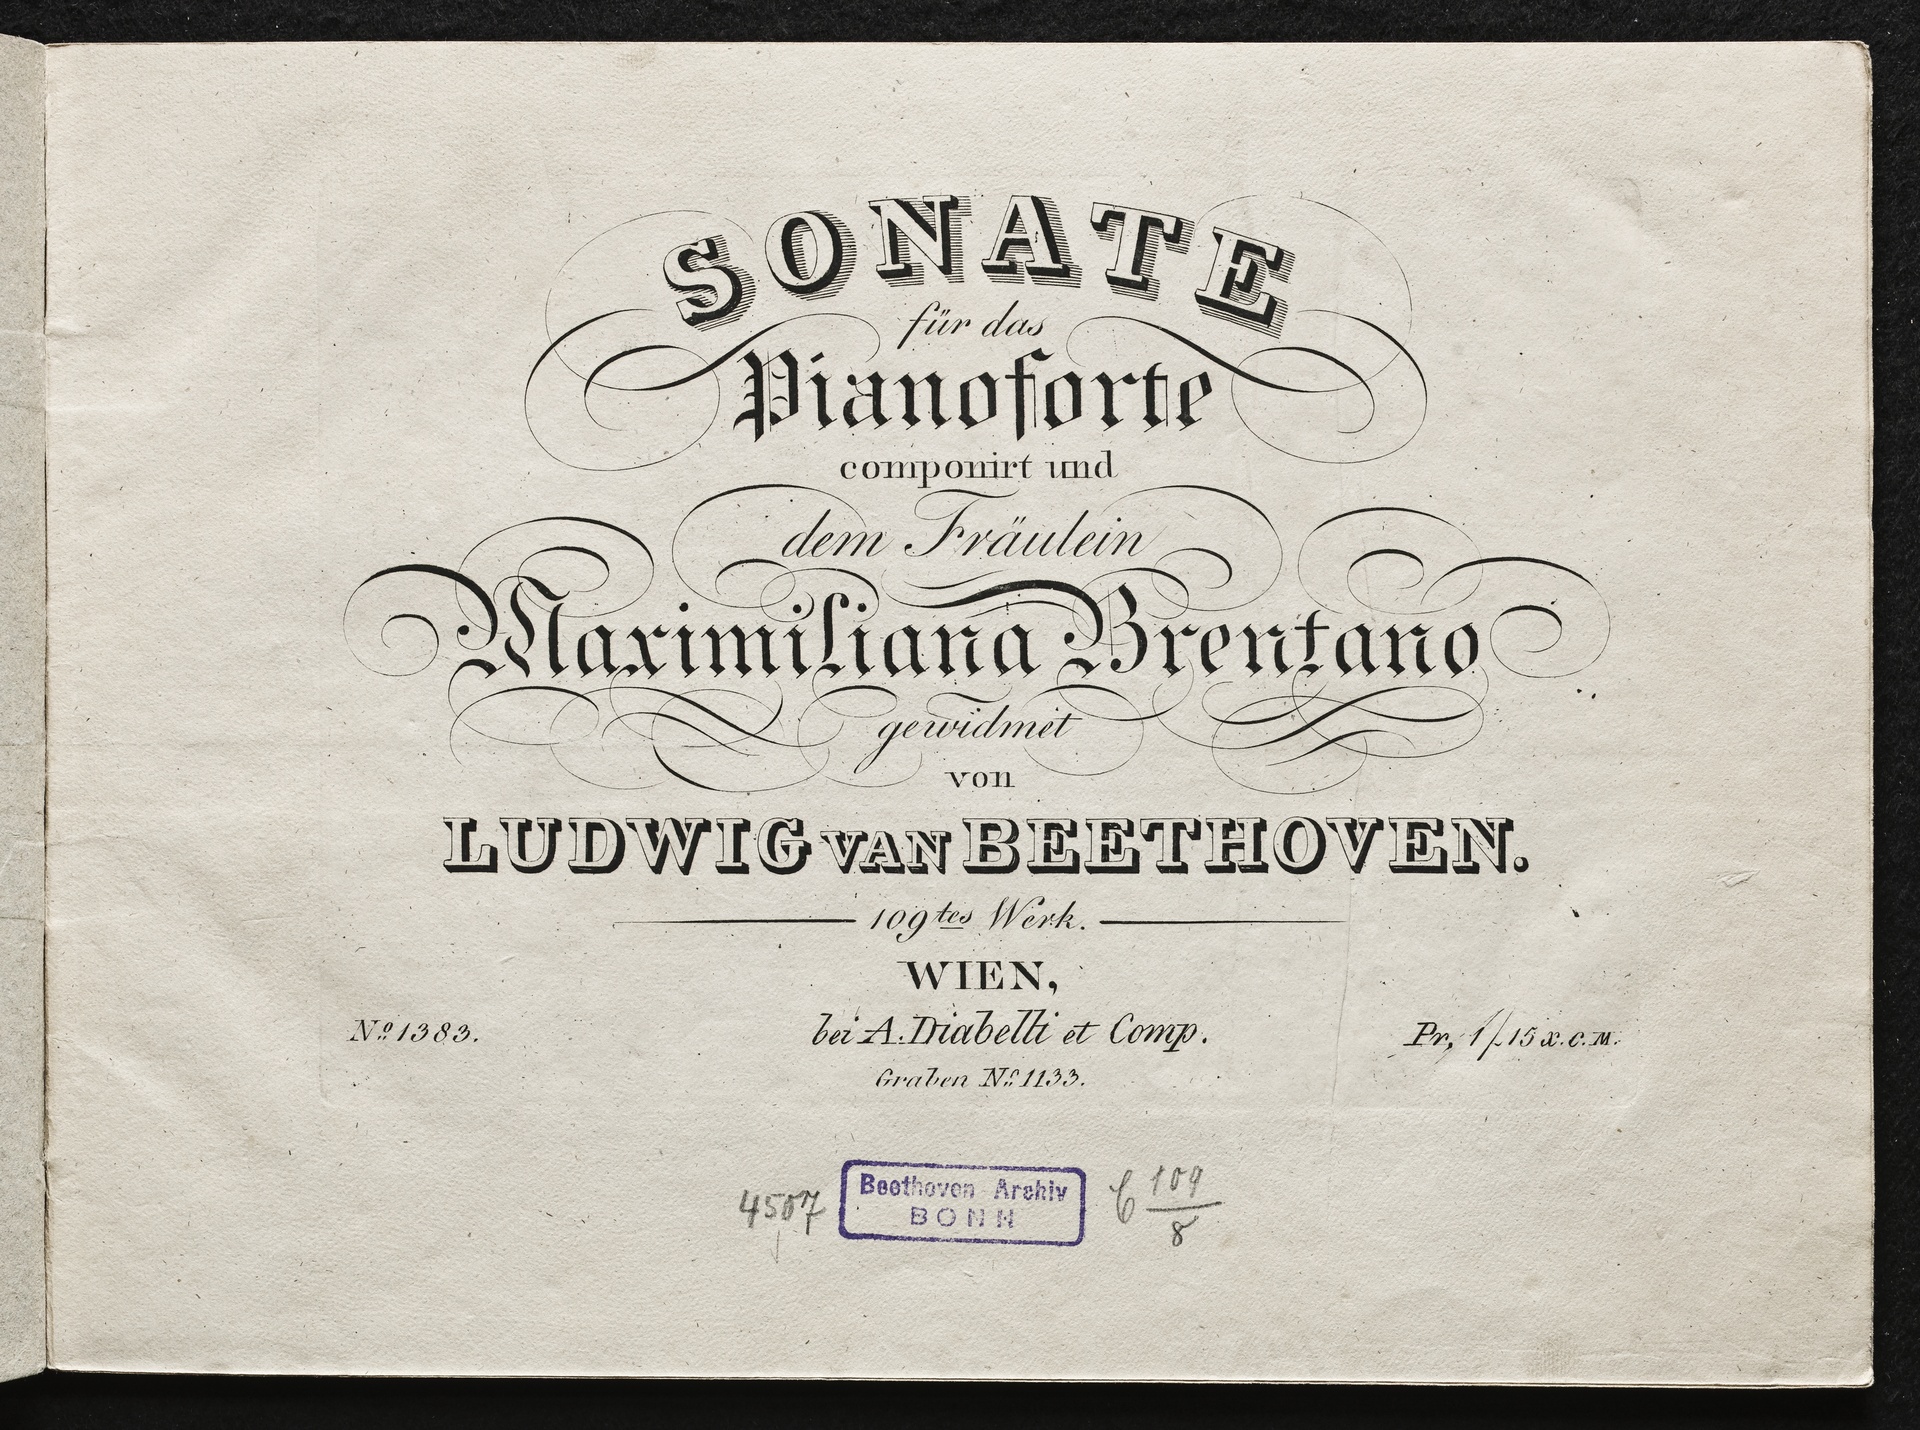 SONATE
für das
Pianoforte
componirt und
dem Fräulein
Maximiliana Brentano
gewidmet
von
LUDWIG VAN BEETHOVEN.
109tes Werk.
WIEN,
No 1383. bei A. Diabelli et Comp. Pr, 1 f 15 x. C. M.
Graben No 1133.
4507 Beethoven-Archiv C 109/8
BONN